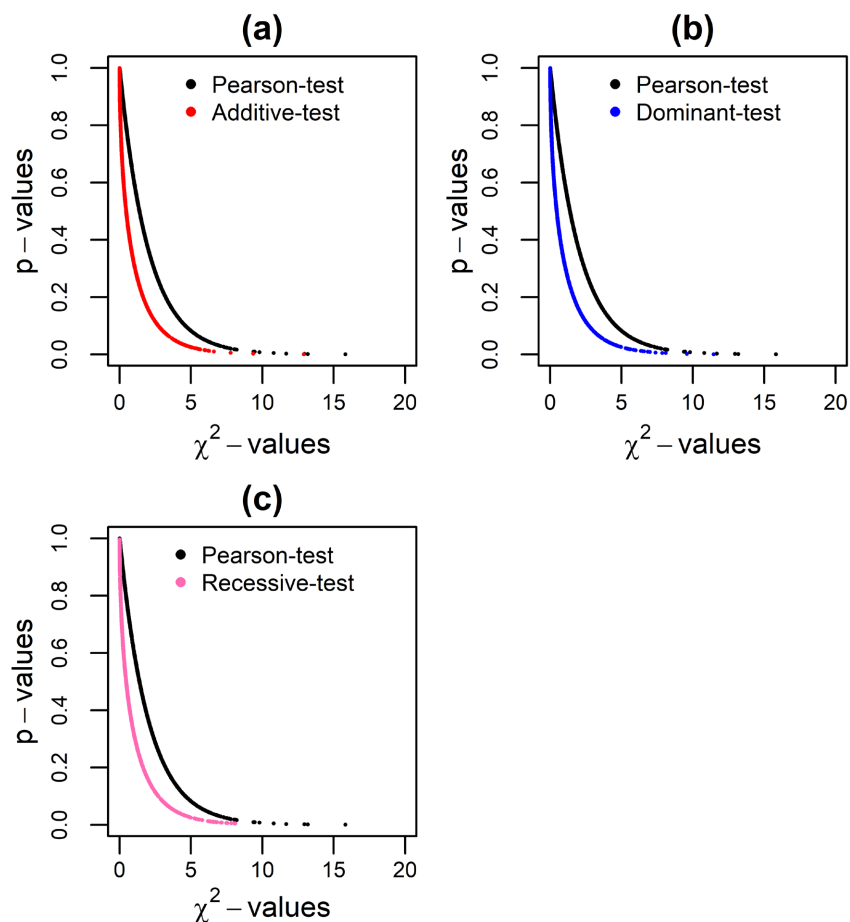 (a)
Pearson-test
Additive-test
1.0
0.8
0.6
0.4
0.2
0.0
p – values
0 5 10 15 20
χ² – values
(b)
Pearson-test
Dominant-test
1.0
0.8
0.6
0.4
0.2
0.0
p – values
0 5 10 15 20
χ² – values
(c)
Pearson-test
Recessive-test
1.0
0.8
0.6
0.4
0.2
0.0
p – values
0 5 10 15 20
χ² – values